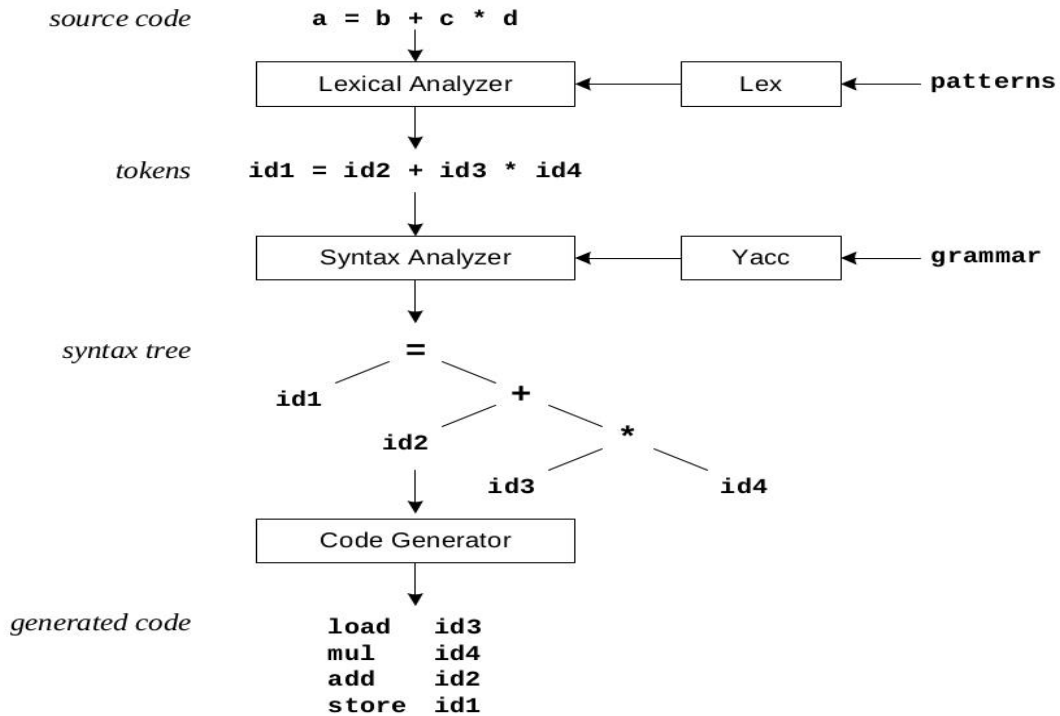 source code a = b + c * d
Lexical Analyzer Lex patterns
tokens id1 = id2 + id3 * id4
Syntax Analyzer Yacc grammar
syntax tree =
id1 +
id2 *
id3 id4
Code Generator
generated code load id3
mul id4
add id2
store id1